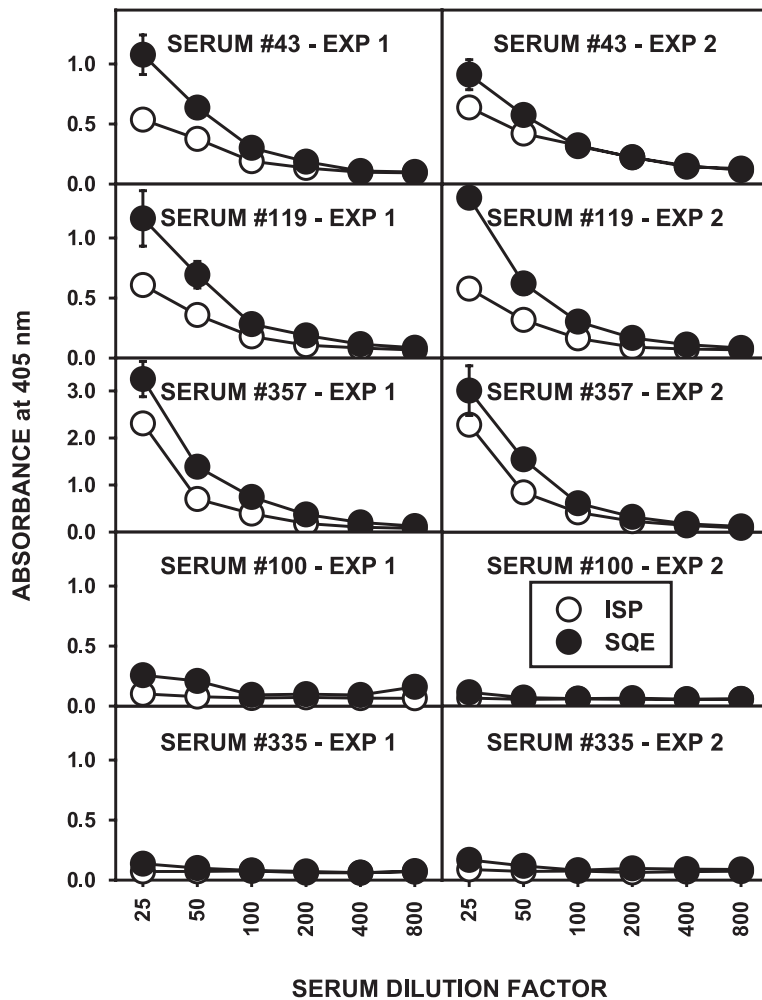 SERUM #43 - EXP 1
SERUM #43 - EXP 2
1.0
0.5
0.0
SERUM #119 - EXP 1
SERUM #119 - EXP 2
1.0
0.5
0.0
SERUM #357 - EXP 1
SERUM #357 - EXP 2
3.0
2.0
1.0
0.0
SERUM #100 - EXP 1
SERUM #100 - EXP 2
1.0
0.5
0.0
ISP
SQE
SERUM #335 - EXP 1
SERUM #335 - EXP 2
1.0
0.5
0.0
ABSORBANCE at 405 nm
25 50 100 200 400 800
25 50 100 200 400 800
SERUM DILUTION FACTOR